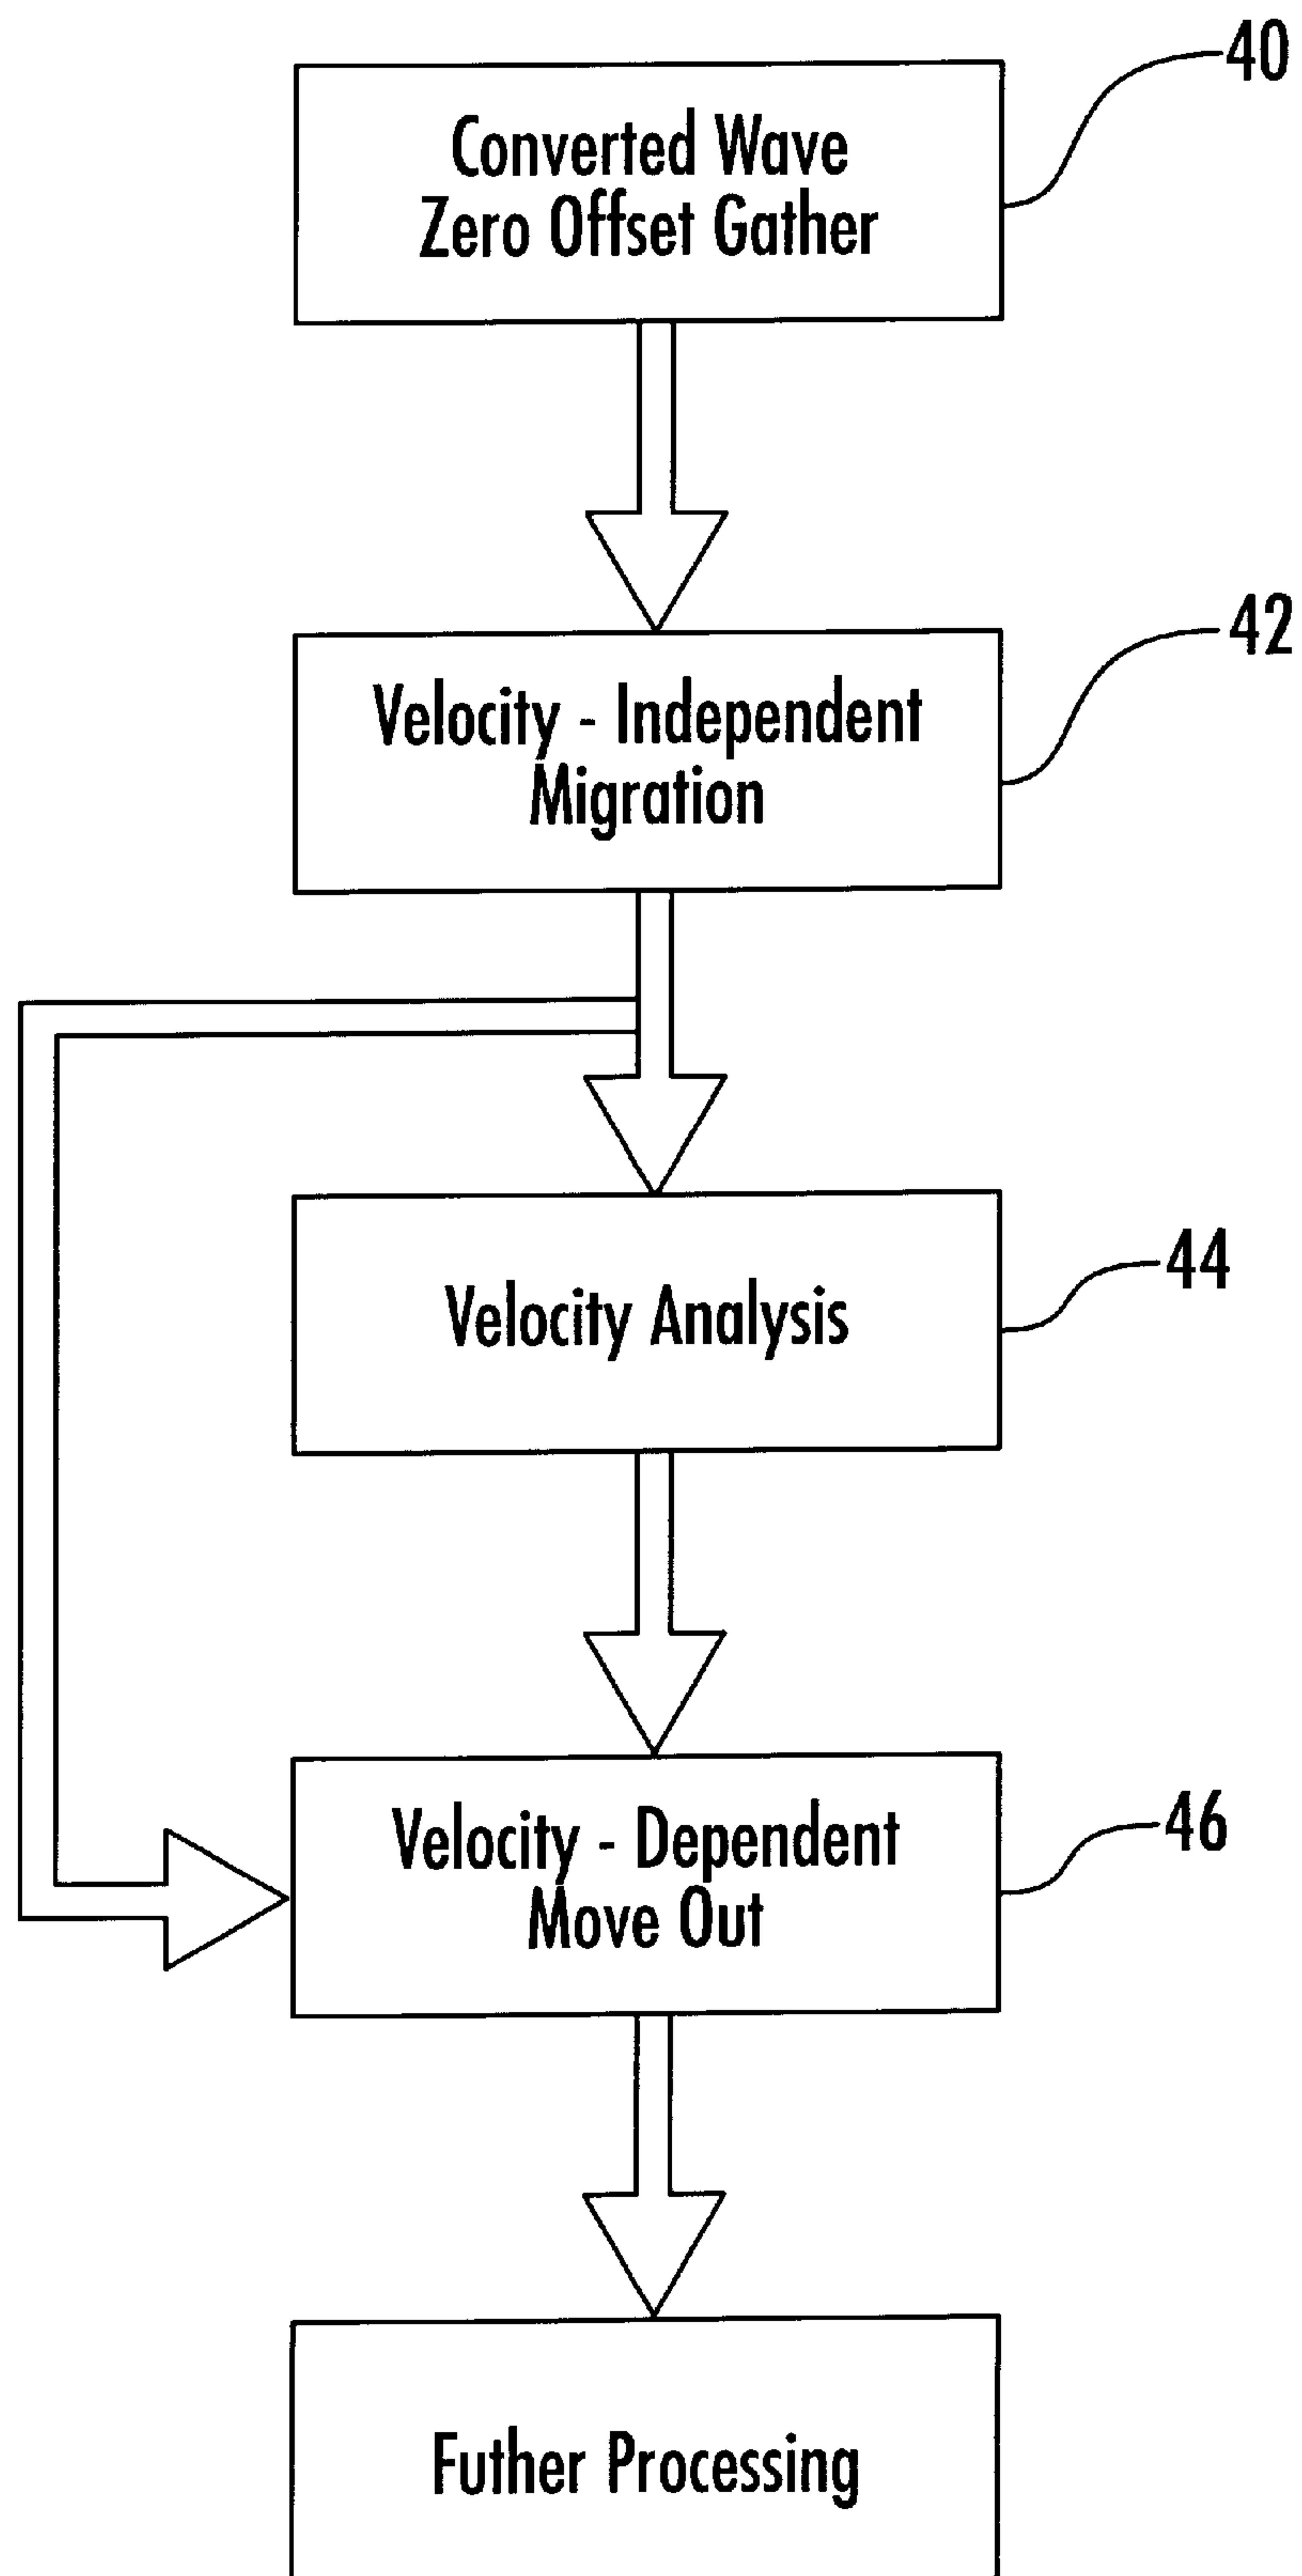 40
Converted Wave
Zero Offset Gather
42
Velocity - Independent
Migration
44
Velocity Analysis
46
Velocity - Dependent
Move Out
Futher Processing